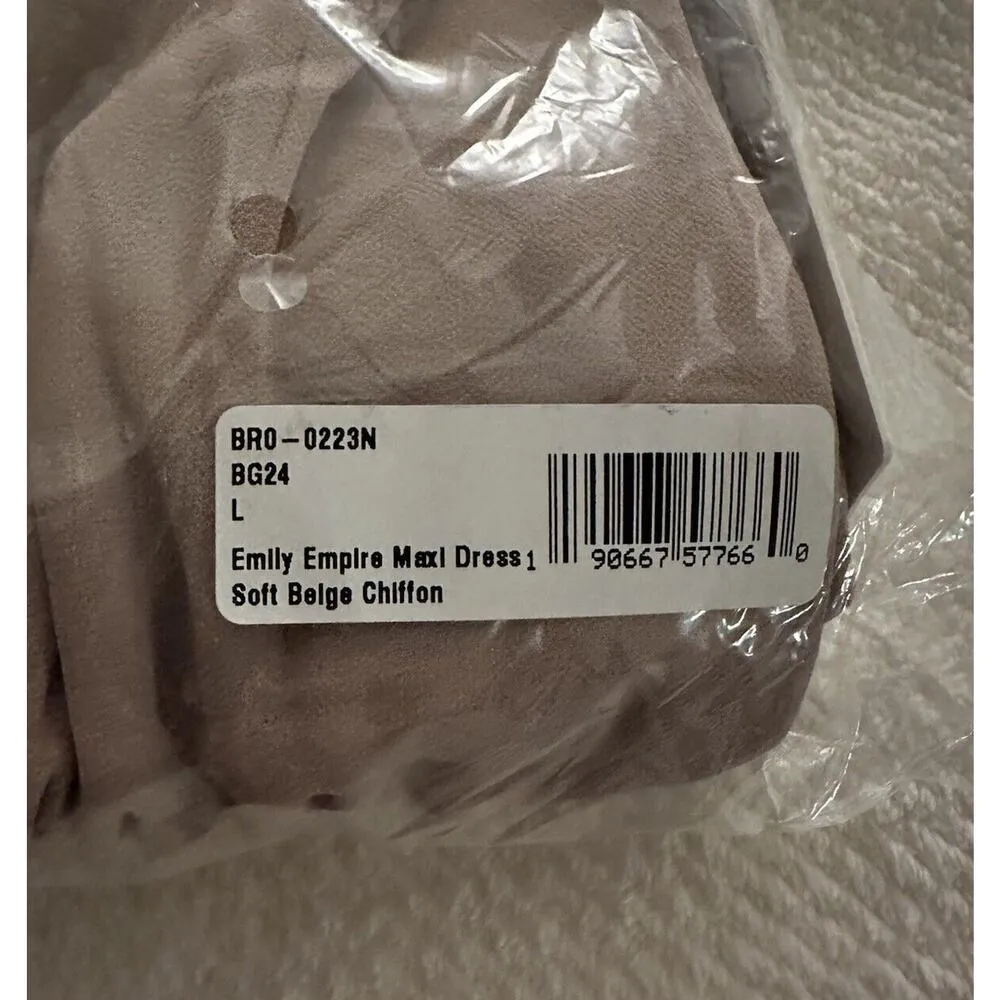 BR0-0223N
BG24
L
Emily Empire Maxi Dress
Soft Beige Chiffon
1 90667 57766 0